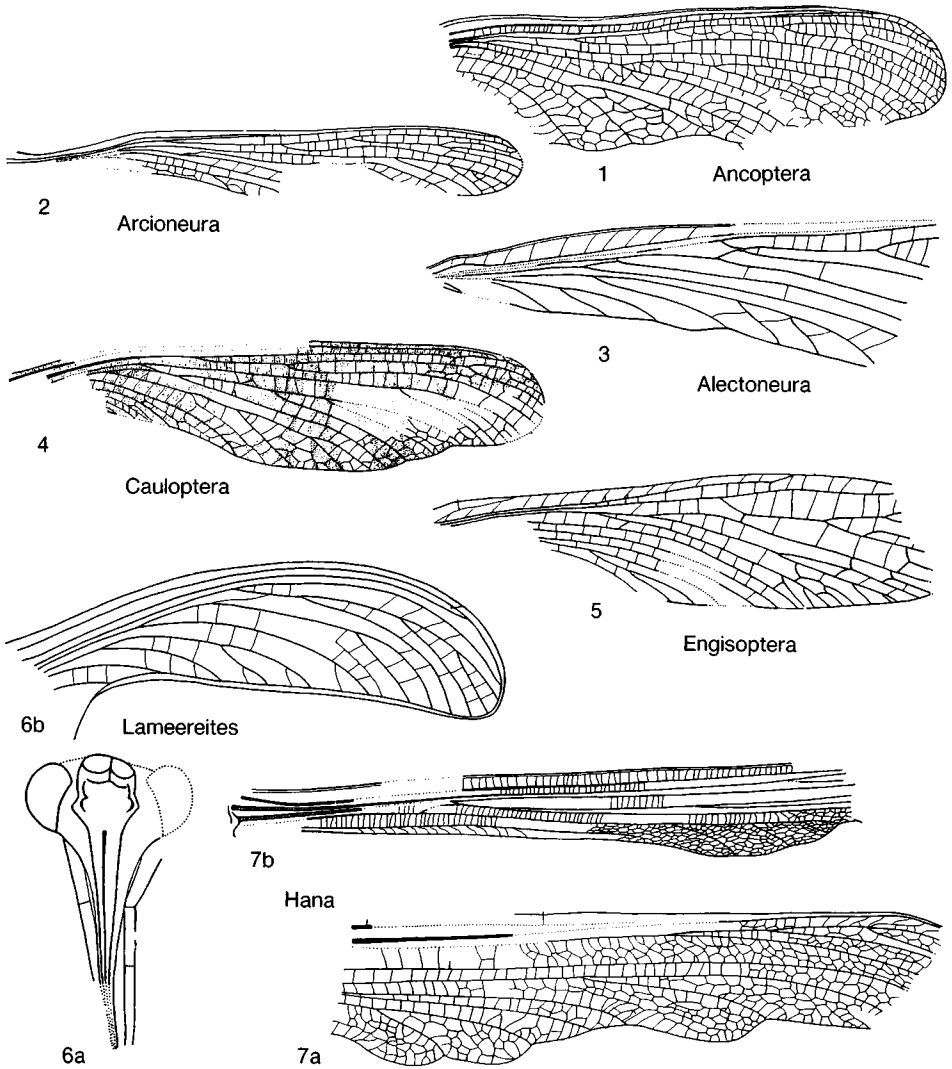 1 Ancoptera
2
Arcioneura
3
Alectoneura
4
Cauloptera
5
Engisoptera
6b Lameereites
7b
Hana
6a 7a